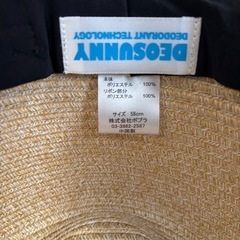 DEOSUNNY
DEODORANT TECHNOLOGY
本体
ポリエステル 100%
リボン部分
ポリエステル 100%
サイズ 58cm
株式会社ポプラ
03-3862-2587
中国製